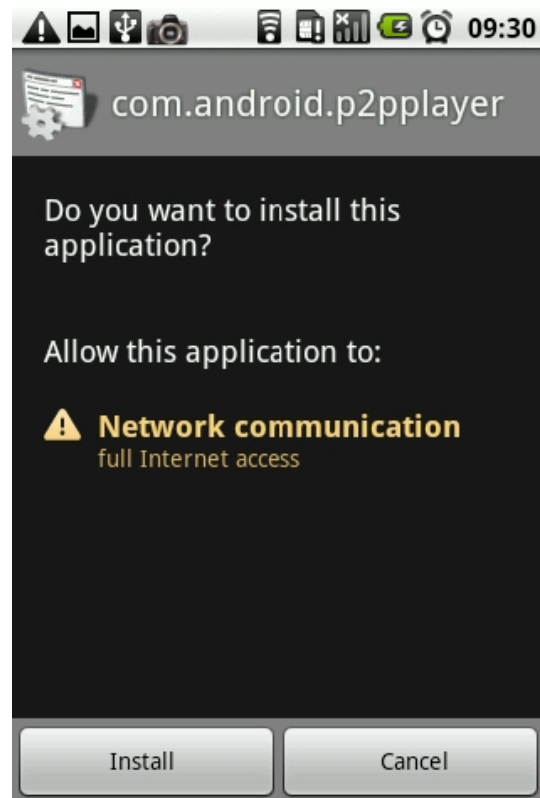 09:30
com.android.p2pplayer
Do you want to install this
application?
Allow this application to:
Network communication
full Internet access
Install
Cancel